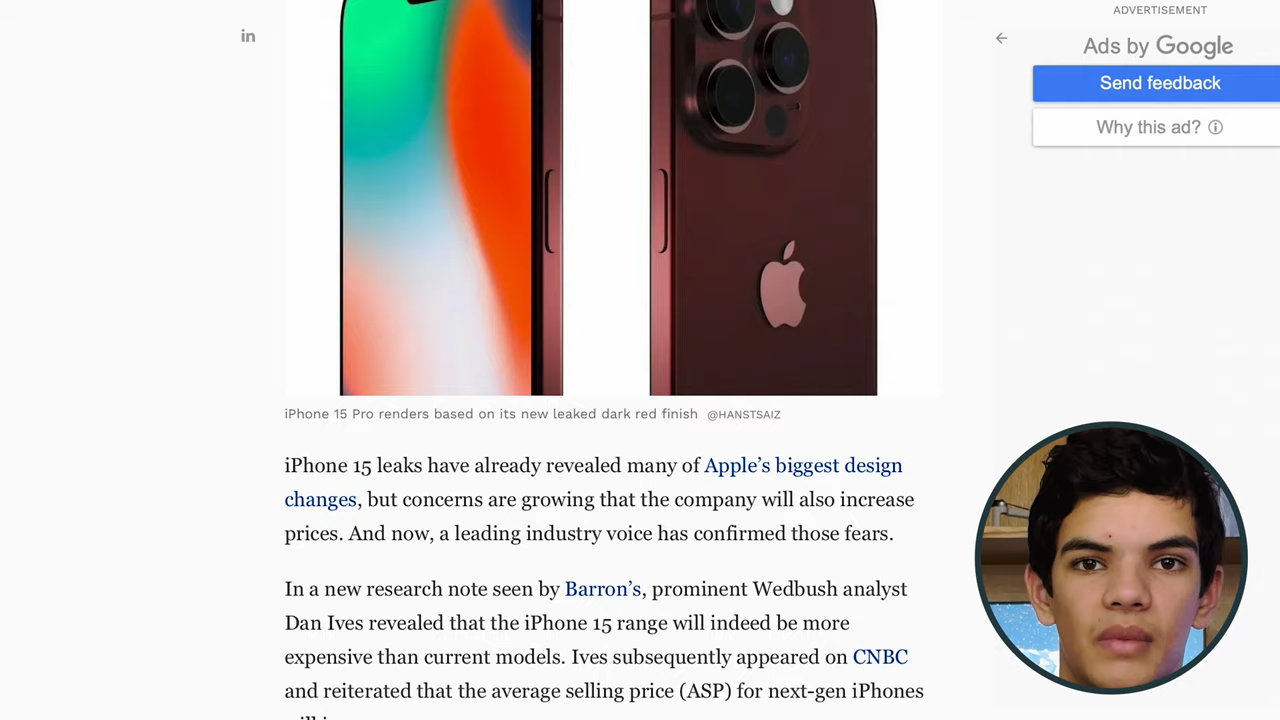 ADVERTISEMENT
in
Ads by Google
Send feedback
Why this ad?
iPhone 15 Pro renders based on its new leaked dark red finish @HANSTSAIZ
iPhone 15 leaks have already revealed many of Apple’s biggest design
changes, but concerns are growing that the company will also increase
prices. And now, a leading industry voice has confirmed those fears.
In a new research note seen by Barron’s, prominent Wedbush analyst
Dan Ives revealed that the iPhone 15 range will indeed be more
expensive than current models. Ives subsequently appeared on CNBC
and reiterated that the average selling price (ASP) for next-gen iPhones